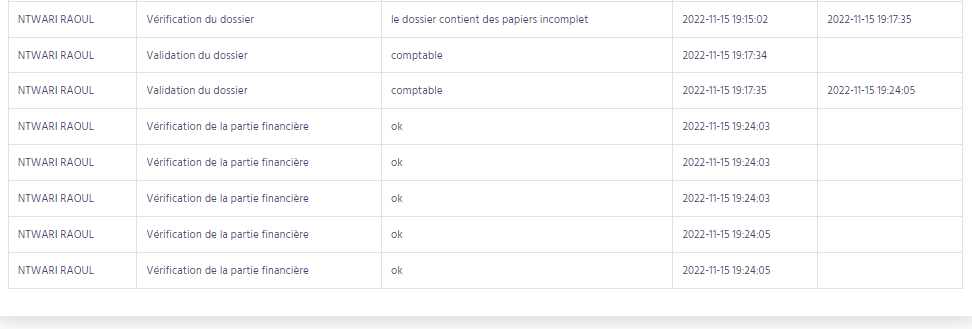 NTWARI RAOUL Vérification du dossier le dossier contient des papiers incomplet 2022-11-15 19:15:02 2022-11-15 19:17:35
NTWARI RAOUL Validation du dossier comptable 2022-11-15 19:17:34
NTWARI RAOUL Validation du dossier comptable 2022-11-15 19:17:35 2022-11-15 19:24:05
NTWARI RAOUL Vérification de la partie financière ok 2022-11-15 19:24:03
NTWARI RAOUL Vérification de la partie financière ok 2022-11-15 19:24:03
NTWARI RAOUL Vérification de la partie financière ok 2022-11-15 19:24:03
NTWARI RAOUL Vérification de la partie financière ok 2022-11-15 19:24:05
NTWARI RAOUL Vérification de la partie financière ok 2022-11-15 19:24:05